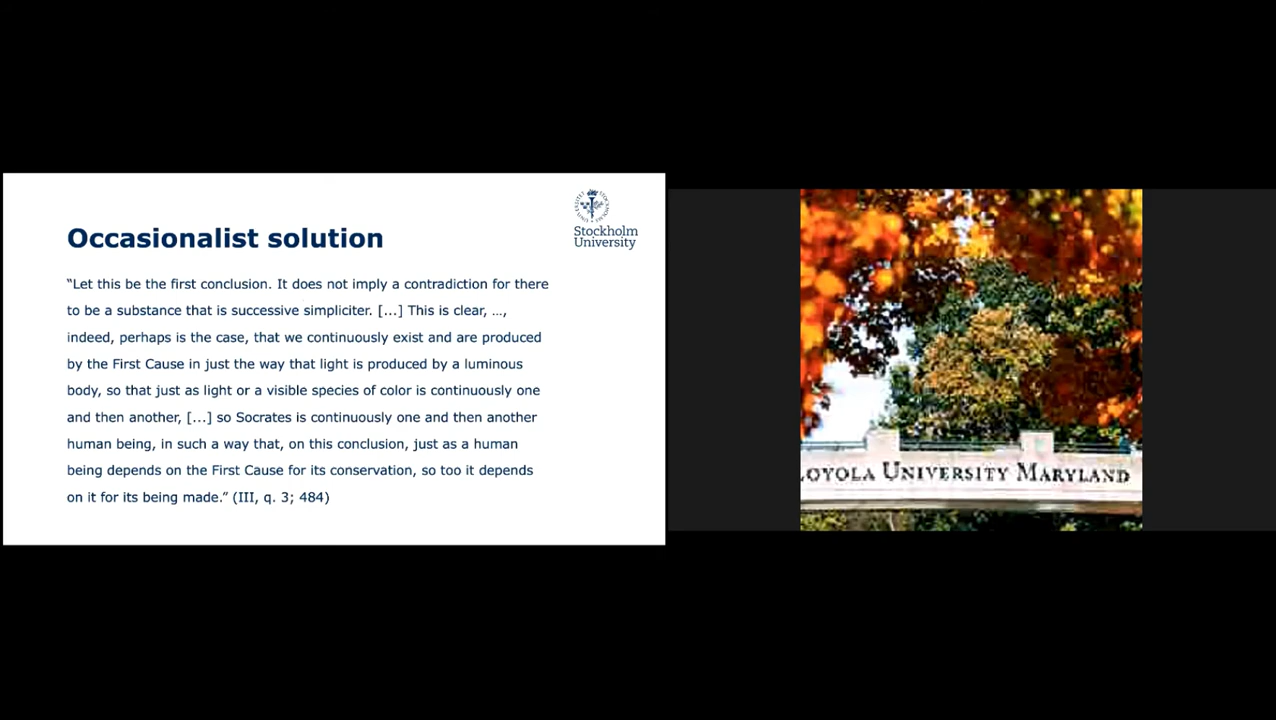 Occasionalist solution
Stockholm
University
“Let this be the first conclusion. It does not imply a contradiction for there
to be a substance that is successive simpliciter. [...] This is clear, …,
indeed, perhaps is the case, that we continuously exist and are produced
by the First Cause in just the way that light is produced by a luminous
body, so that just as light or a visible species of color is continuously one
and then another, [...] so Socrates is continuously one and then another
human being, in such a way that, on this conclusion, just as a human
being depends on the First Cause for its conservation, so too it depends
on it for its being made.” (III, q. 3; 484)
OYOLA UNIVERSITY MARYLAND